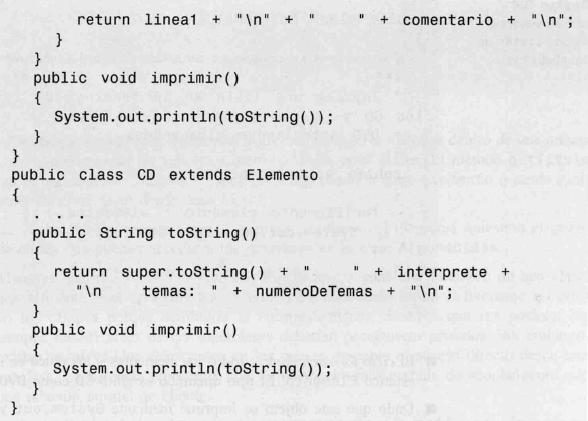 return linea1 + "\n" + "     " + comentario + "\n";
}
}
public void imprimir()
{
System.out.println(toString());
}
}
public class CD extends Elemento
{
. . .
public String toString()
{
return super.toString() + "     " + interprete +
"\n     temas: " + numeroDeTemas + "\n";
}
public void imprimir()
{
System.out.println(toString());
}
}